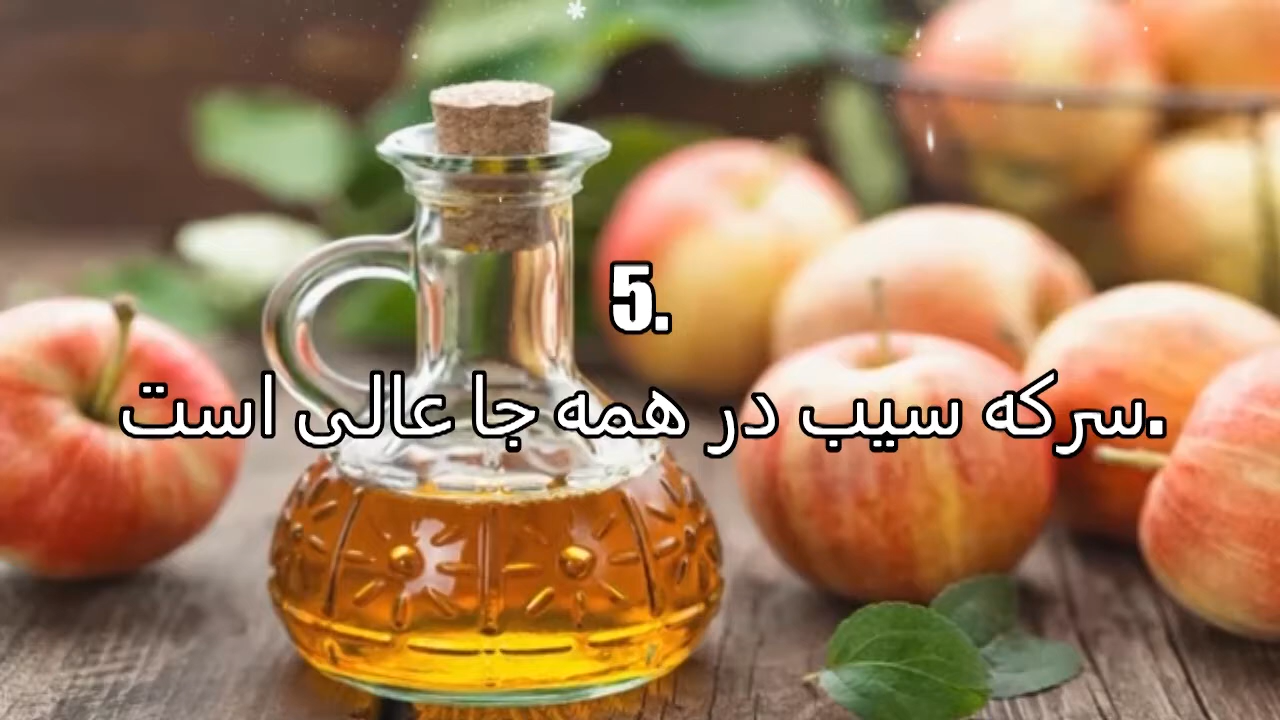 5.
سرکه سیب در همه جا عالی است.